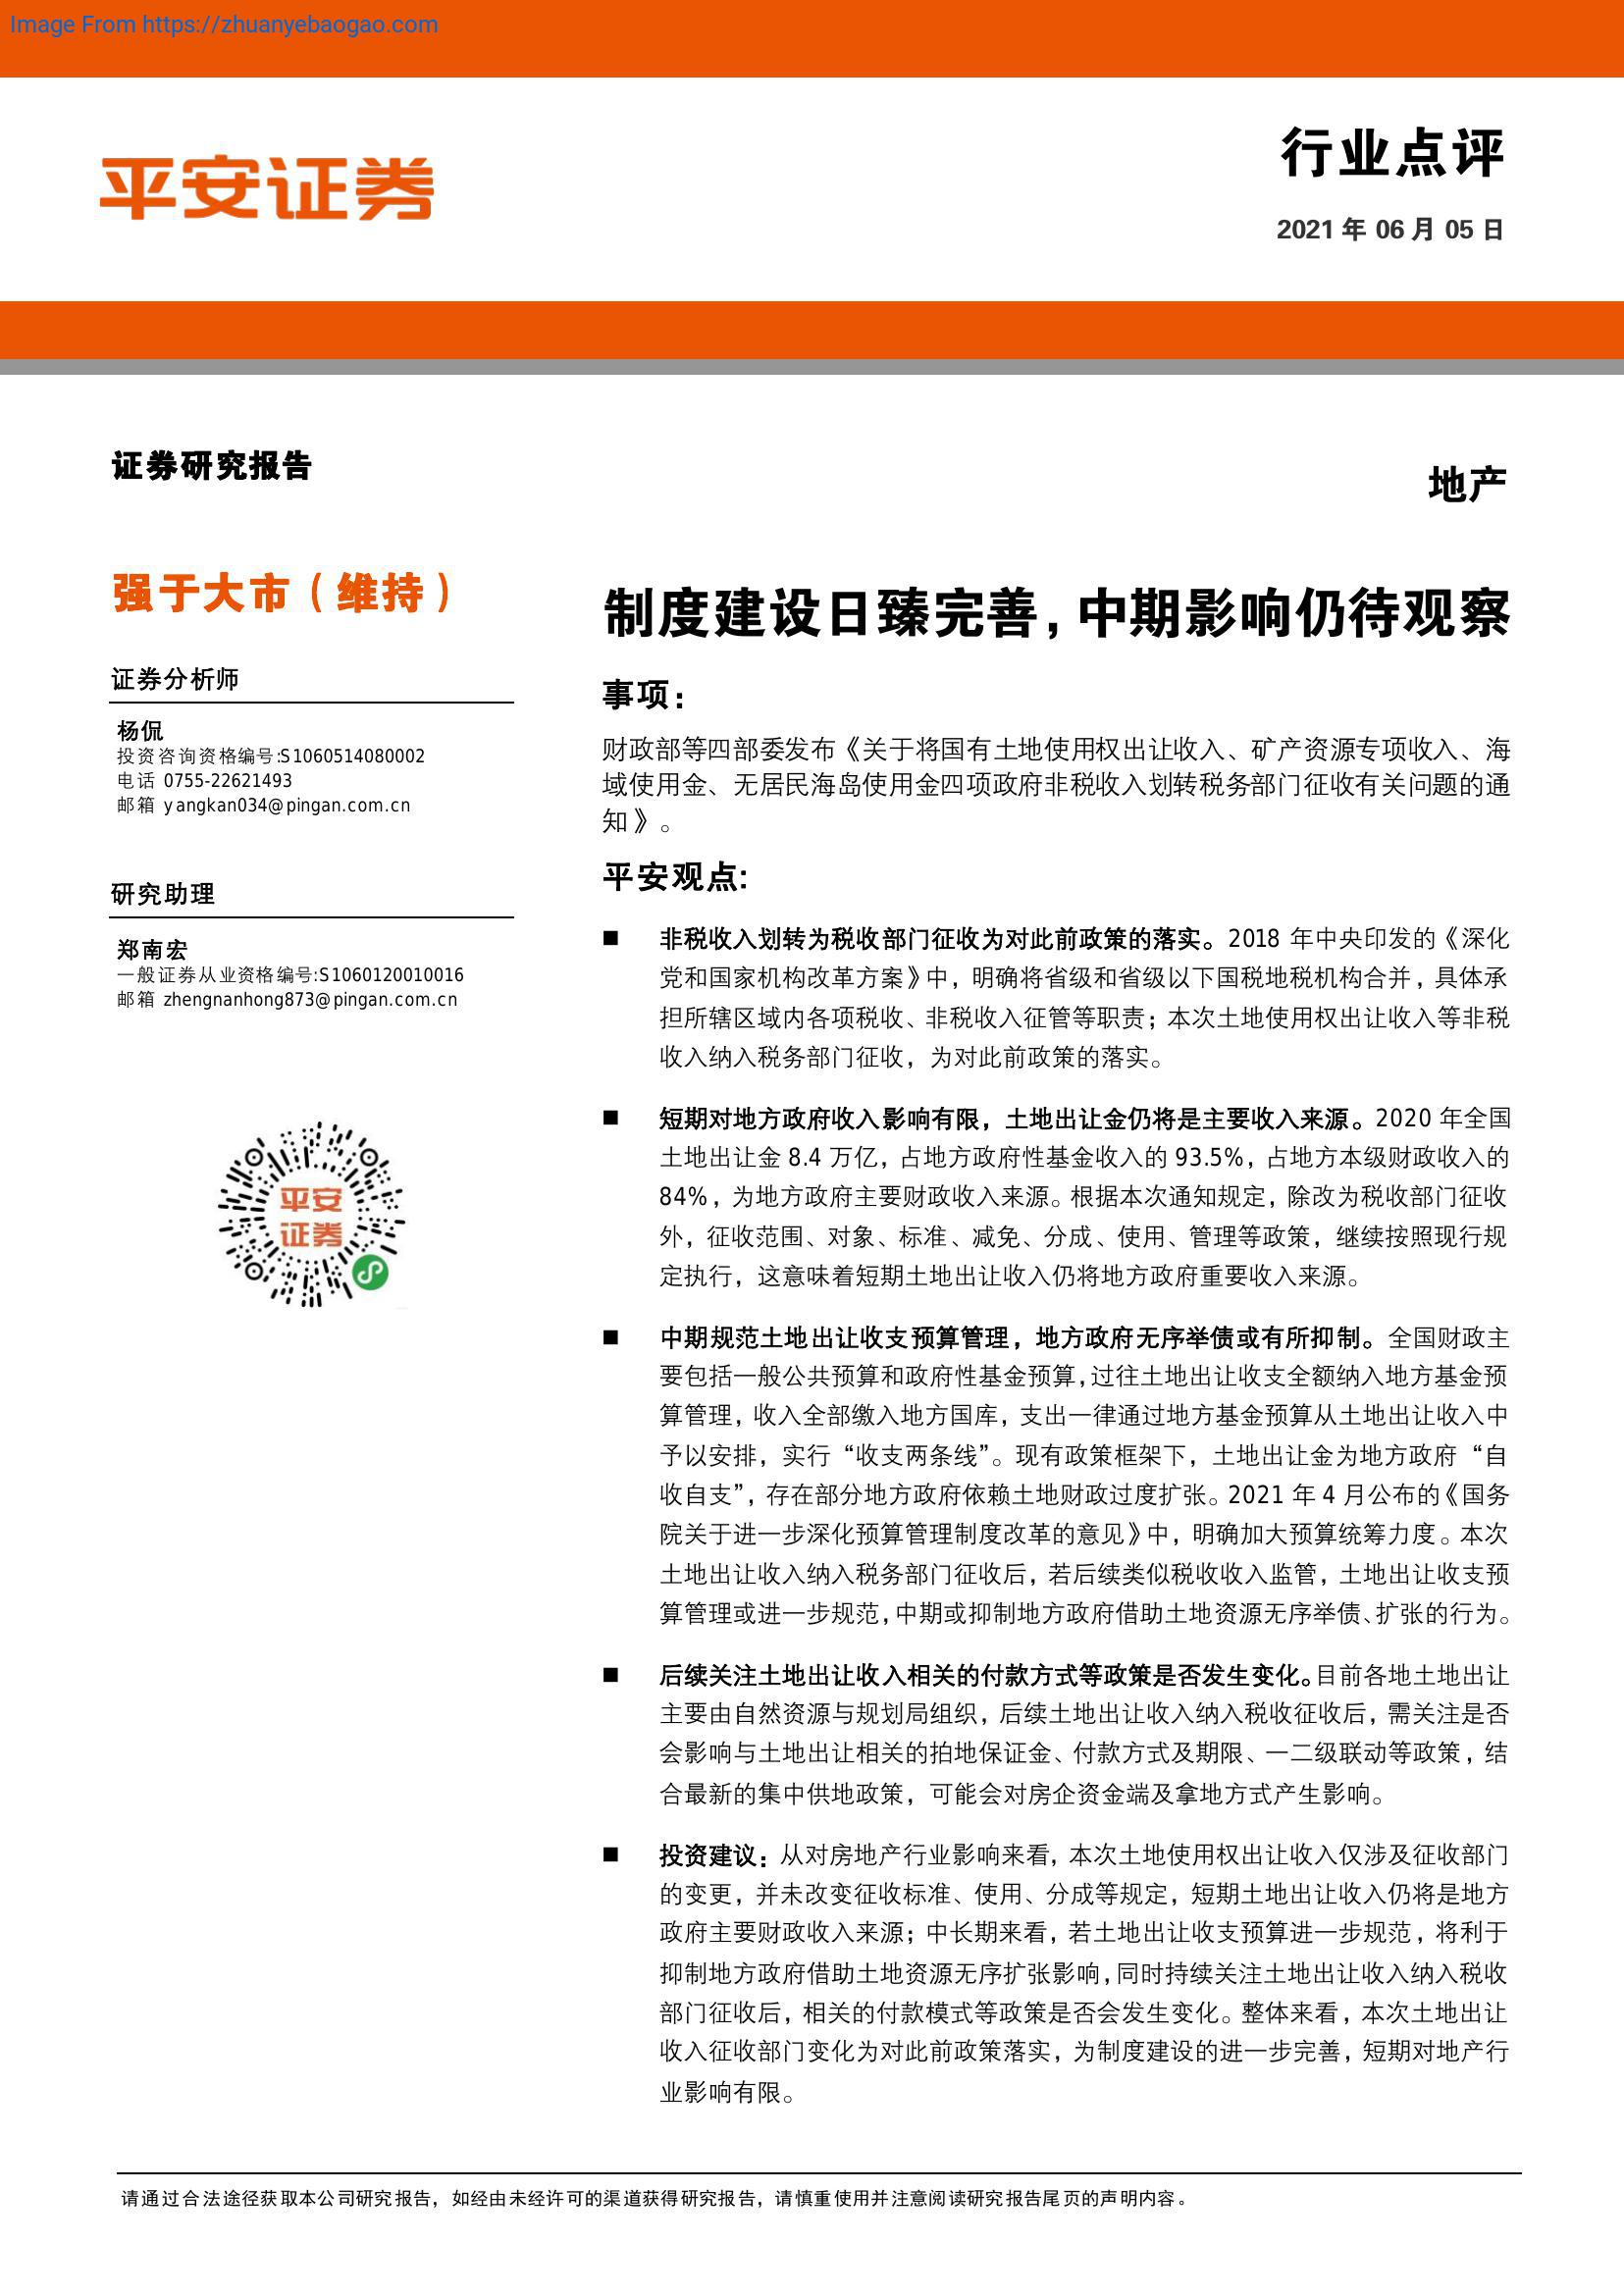 Image From https://zhuanyebaogao.com
平安证券
行业点评
2021 年 06 月 05 日
证券研究报告
地产
强于大市（维持）
证券分析师
杨侃
投资咨询资格编号:S1060514080002
电话 0755-22621493
邮箱 yangkan034@pingan.com.cn
研究助理
郑南宏
一般证券从业资格编号:S1060120010016
邮箱 zhengnanhong873@pingan.com.cn
平安
证券
制度建设日臻完善，中期影响仍待观察
事项：
财政部等四部委发布《关于将国有土地使用权出让收入、矿产资源专项收入、海
域使用金、无居民海岛使用金四项政府非税收入划转税务部门征收有关问题的通
知》。
平安观点:
■ 非税收入划转为税收部门征收为对此前政策的落实。2018 年中央印发的《深化
党和国家机构改革方案》中，明确将省级和省级以下国税地税机构合并，具体承
担所辖区域内各项税收、非税收入征管等职责；本次土地使用权出让收入等非税
收入纳入税务部门征收，为对此前政策的落实。
■ 短期对地方政府收入影响有限，土地出让金仍将是主要收入来源。2020 年全国
土地出让金 8.4 万亿，占地方政府性基金收入的 93.5%，占地方本级财政收入的
84%，为地方政府主要财政收入来源。根据本次通知规定，除改为税收部门征收
外，征收范围、对象、标准、减免、分成、使用、管理等政策，继续按照现行规
定执行，这意味着短期土地出让收入仍将地方政府重要收入来源。
■ 中期规范土地出让收支预算管理，地方政府无序举债或有所抑制。全国财政主
要包括一般公共预算和政府性基金预算，过往土地出让收支全额纳入地方基金预
算管理，收入全部缴入地方国库，支出一律通过地方基金预算从土地出让收入中
予以安排，实行“收支两条线”。现有政策框架下，土地出让金为地方政府“自
收自支”，存在部分地方政府依赖土地财政过度扩张。2021 年 4 月公布的《国务
院关于进一步深化预算管理制度改革的意见》中，明确加大预算统筹力度。本次
土地出让收入纳入税务部门征收后，若后续类似税收收入监管，土地出让收支预
算管理或进一步规范，中期或抑制地方政府借助土地资源无序举债、扩张的行为。
■ 后续关注土地出让收入相关的付款方式等政策是否发生变化。目前各地土地出让
主要由自然资源与规划局组织，后续土地出让收入纳入税收征收后，需关注是否
会影响与土地出让相关的拍地保证金、付款方式及期限、一二级联动等政策，结
合最新的集中供地政策，可能会对房企资金端及拿地方式产生影响。
■ 投资建议：从对房地产行业影响来看，本次土地使用权出让收入仅涉及征收部门
的变更，并未改变征收标准、使用、分成等规定，短期土地出让收入仍将是地方
政府主要财政收入来源；中长期来看，若土地出让收支预算进一步规范，将利于
抑制地方政府借助土地资源无序扩张影响，同时持续关注土地出让收入纳入税收
部门征收后，相关的付款模式等政策是否会发生变化。整体来看，本次土地出让
收入征收部门变化为对此前政策落实，为制度建设的进一步完善，短期对地产行
业影响有限。
请通过合法途径获取本公司研究报告，如经由未经许可的渠道获得研究报告，请慎重使用并注意阅读研究报告尾页的声明内容。